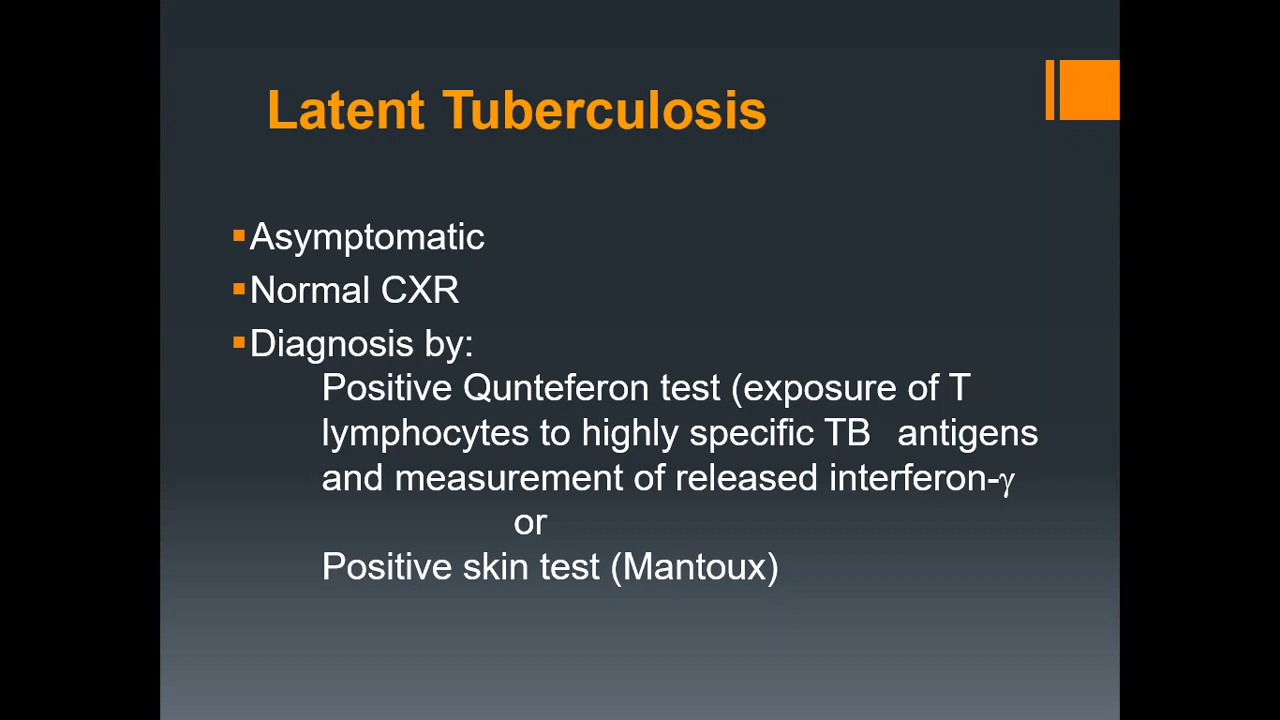 Latent Tuberculosis
▪Asymptomatic
▪Normal CXR
▪Diagnosis by:
Positive Qunteferon test (exposure of T
lymphocytes to highly specific TB antigens
and measurement of released interferon-γ
or
Positive skin test (Mantoux)